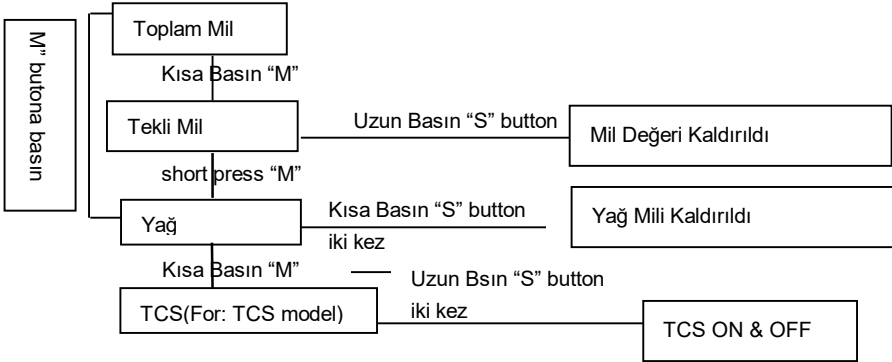 M” butona basın
Toplam Mil
Kısa Basın “M”
Tekli Mil
Uzun Basın “S” button
Mil Değeri Kaldırıldı
short press “M”
Yağ
Kısa Basın “S” button
iki kez
Yağ Mili Kaldırıldı
Kısa Basın “M”
Uzun Bsın “S” button
iki kez
TCS(For: TCS model)
TCS ON & OFF